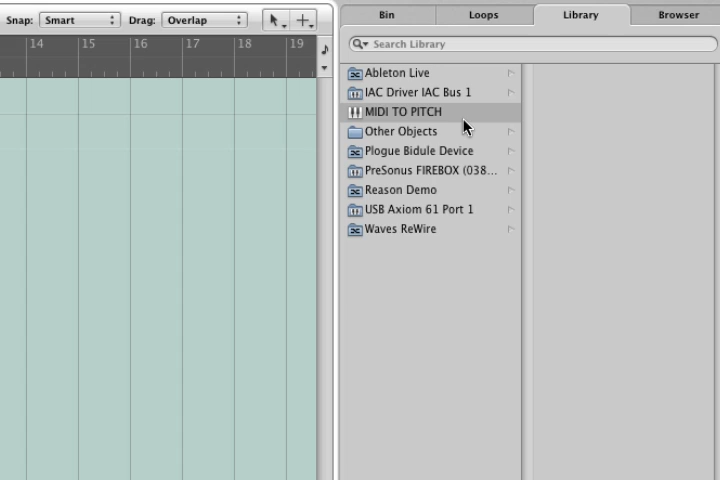 Snap: Smart Drag: Overlap
14 15 16 17 18 19
Bin Loops Library Browser
Search Library
Ableton Live
IAC Driver IAC Bus 1
MIDI TO PITCH
Other Objects
Plogue Bidule Device
PreSonus FIREBOX (038...
Reason Demo
USB Axiom 61 Port 1
Waves ReWire